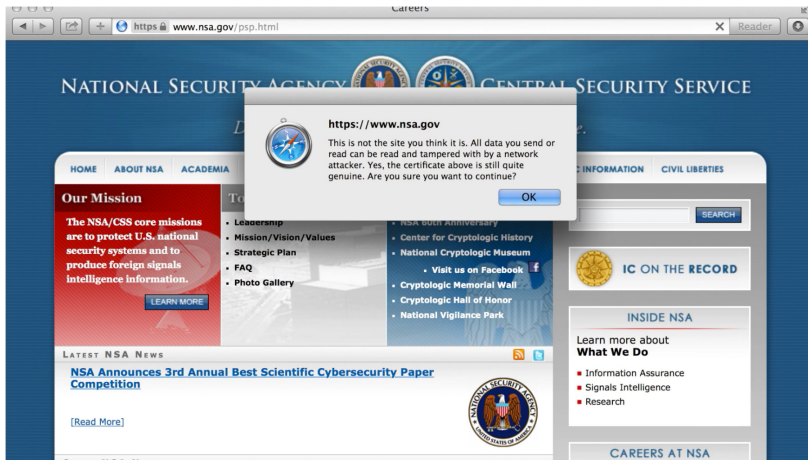 Careers
https www.nsa.gov/psp.html
Reader
NATIONAL SECURITY AGENCY CENTRAL SECURITY SERVICE
https://www.nsa.gov
This is not the site you think it is. All data you send or
read can be read and tampered with by a network
attacker. Yes, the certificate above is still quite
genuine. Are you sure you want to continue?
OK
HOME ABOUT NSA ACADEMIA INFORMATION CIVIL LIBERTIES
Our Mission
The NSA/CSS core missions
are to protect U.S. national
security systems and to
produce foreign signals
intelligence information.
LEARN MORE
Leadership
Mission/Vision/Values
Strategic Plan
FAQ
Photo Gallery
NSA 60th Anniversary
Center for Cryptologic History
National Cryptologic Museum
Visit us on Facebook
Cryptologic Memorial Wall
Cryptologic Hall of Honor
National Vigilance Park
SEARCH
IC ON THE RECORD
INSIDE NSA
Learn more about
What We Do
Information Assurance
Signals Intelligence
Research
CAREERS AT NSA
LATEST NSA NEWS
NSA Announces 3rd Annual Best Scientific Cybersecurity Paper
Competition
[Read More]
NATIONAL SECURITY AGENCY
UNITED STATES OF AMERICA